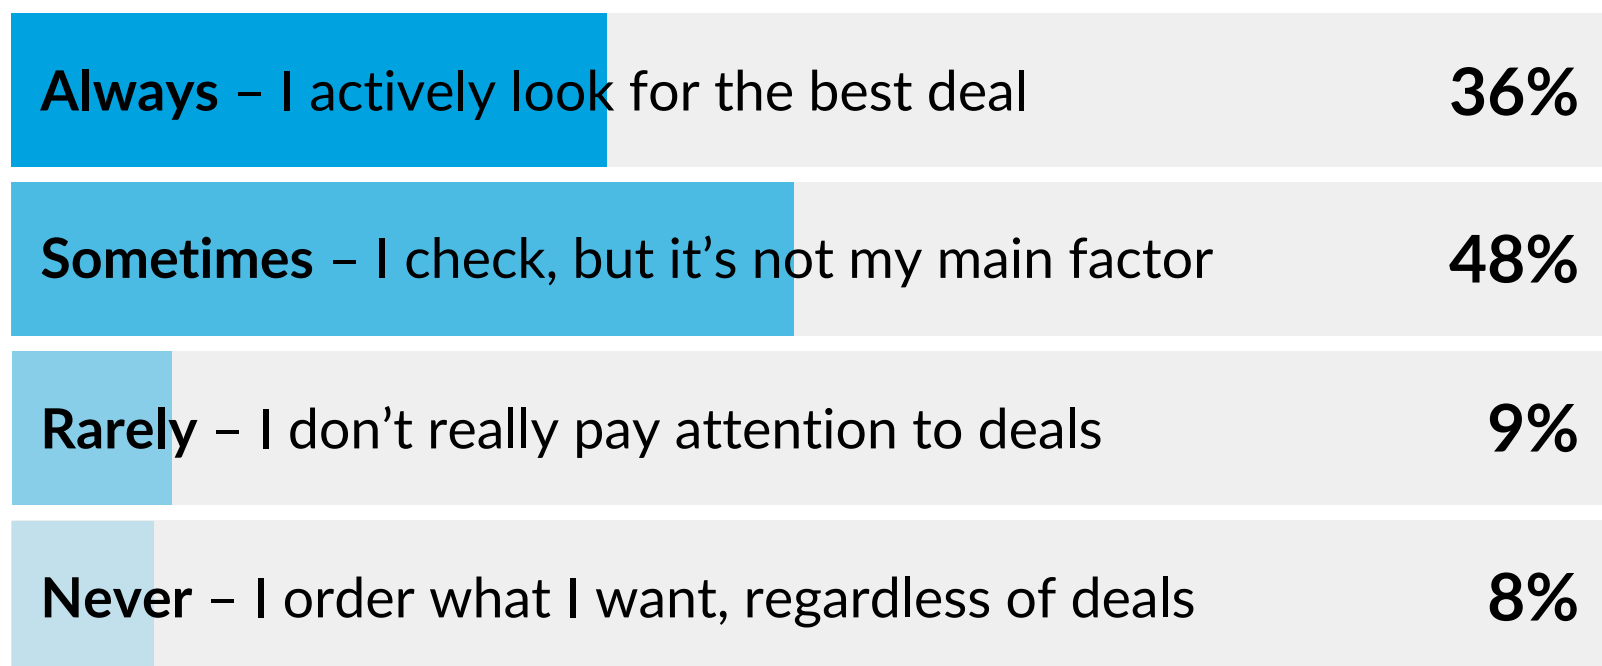 Always – I actively look for the best deal 36%
Sometimes – I check, but it’s not my main factor 48%
Rarely – I don’t really pay attention to deals 9%
Never – I order what I want, regardless of deals 8%